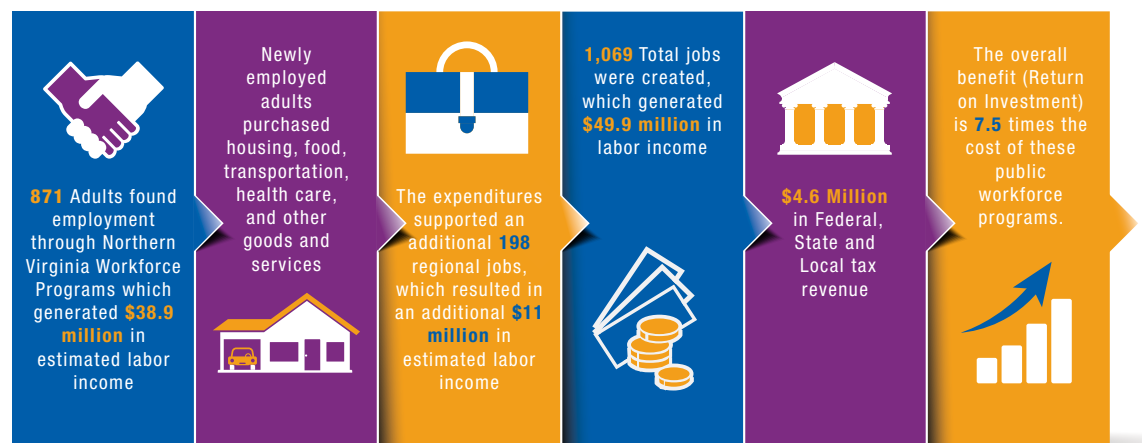 871 Adults found
employment
through Northern
Virginia Workforce
Programs which
generated $38.9
million in
estimated labor
income
Newly
employed
adults
purchased
housing, food,
transportation,
health care,
and other
goods and
services
The expenditures
supported an
additional 198
regional jobs,
which resulted in
an additional $11
million in
estimated labor
income
1,069 Total jobs
were created,
which generated
$49.9 million in
labor income
$4.6 Million
in Federal,
State and
Local tax
revenue
The overall
benefit (Return
on Investment)
is 7.5 times the
cost of these
public
workforce
programs.